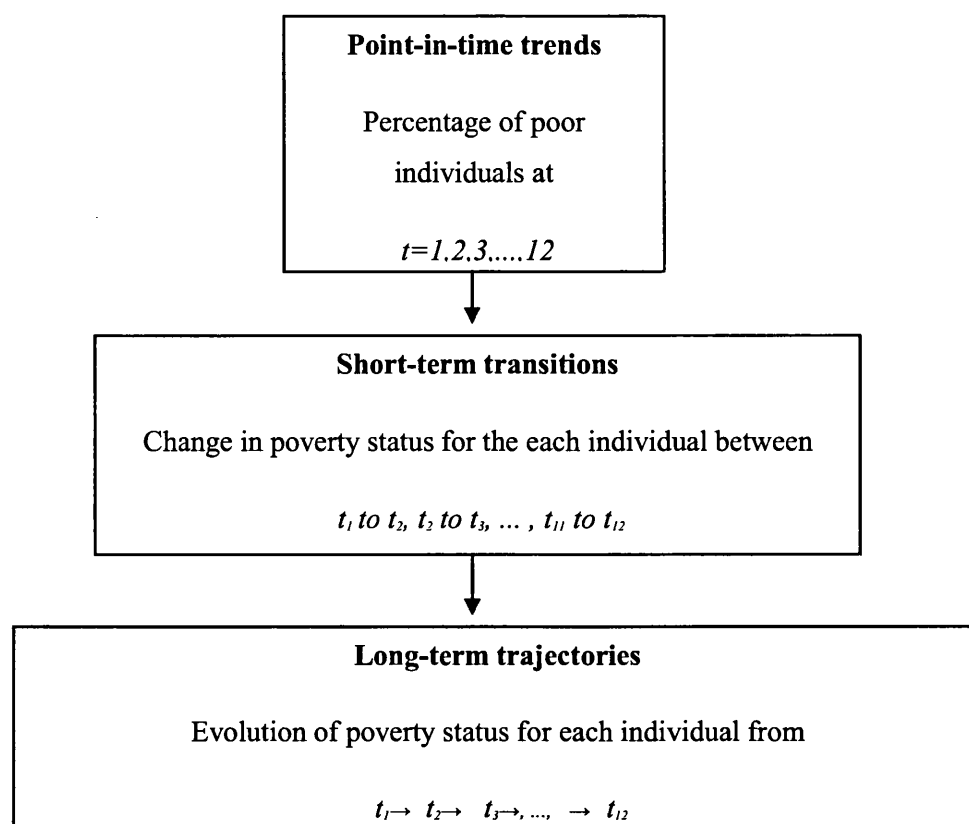 Point-in-time trends
Percentage of poor
individuals at
t=1,2,3,...,12
Short-term transitions
Change in poverty status for the each individual between
t₁ to t₂, t₂ to t₃, ... , t₁₁ to t₁₂
Long-term trajectories
Evolution of poverty status for each individual from
t₁→ t₂→ t₃→, ..., → t₁₂